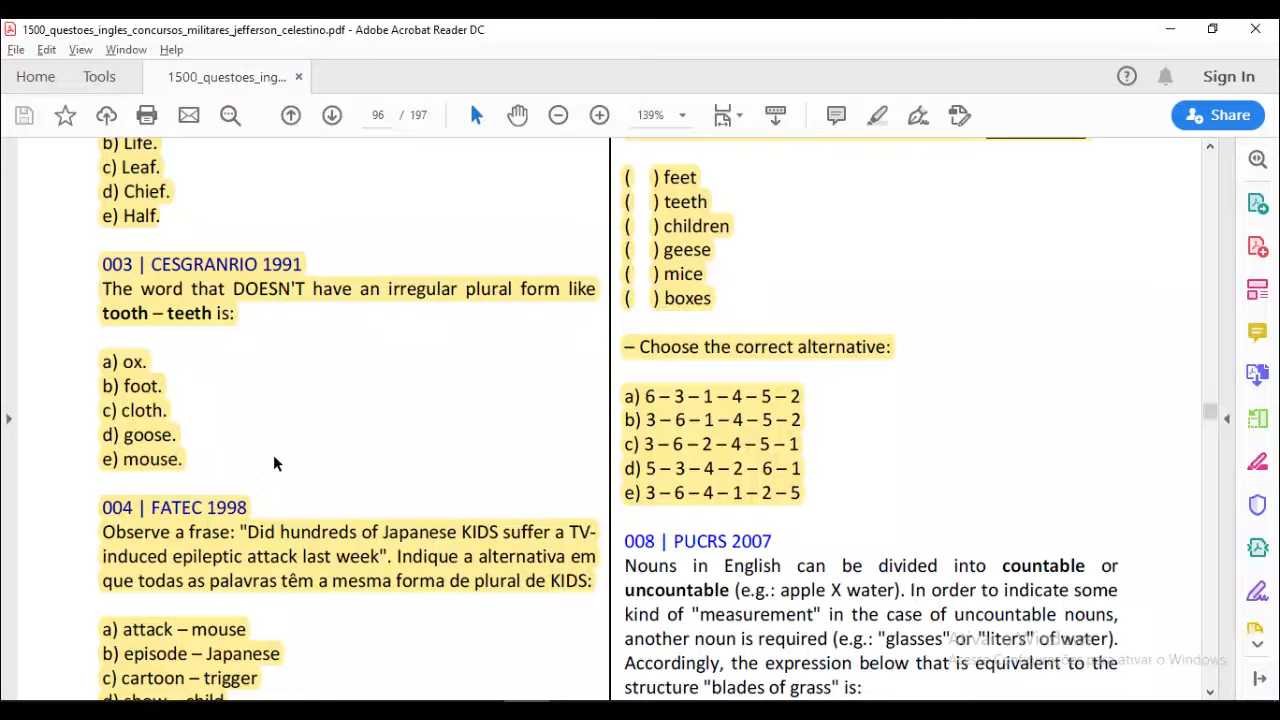 1500_questoes_ingles_concursos_militares_jefferson_celestino.pdf - Adobe Acrobat Reader DC
File Edit View Window Help
Home Tools 1500_questoes_ing... × Sign In
96 / 197 139% Share
b) Life.
c) Leaf.
d) Chief.
e) Half.
003 | CESGRANRIO 1991
The word that DOESN'T have an irregular plural form like
tooth – teeth is:
a) ox.
b) foot.
c) cloth.
d) goose.
e) mouse.
004 | FATEC 1998
Observe a frase: "Did hundreds of Japanese KIDS suffer a TV-
induced epileptic attack last week". Indique a alternativa em
que todas as palavras têm a mesma forma de plural de KIDS:
a) attack – mouse
b) episode – Japanese
c) cartoon – trigger
d) show – child
( ) feet
( ) teeth
( ) children
( ) geese
( ) mice
( ) boxes
– Choose the correct alternative:
a) 6 – 3 – 1 – 4 – 5 – 2
b) 3 – 6 – 1 – 4 – 5 – 2
c) 3 – 6 – 2 – 4 – 5 – 1
d) 5 – 3 – 4 – 2 – 6 – 1
e) 3 – 6 – 4 – 1 – 2 – 5
008 | PUCRS 2007
Nouns in English can be divided into countable or
uncountable (e.g.: apple X water). In order to indicate some
kind of "measurement" in the case of uncountable nouns,
another noun is required (e.g.: "glasses" or "liters" of water).
Accordingly, the expression below that is equivalent to the
structure "blades of grass" is:
Ativar o Windows
Acesse Configurações para ativar o Windows.